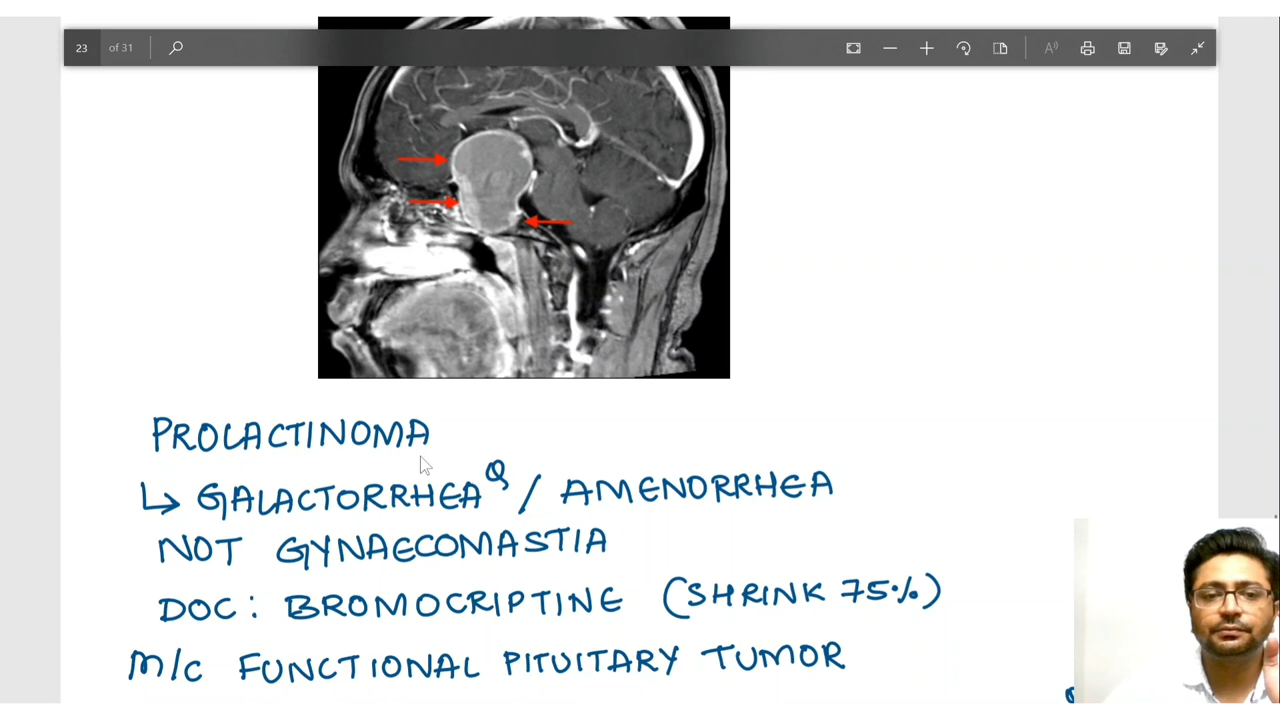 23 of 31
PROLACTINOMA
↳ GALACTORRHEA Q / AMENORRHEA
NOT GYNAECOMASTIA
DOC: BROMOCRIPTINE (SHRINK 75%)
M/C FUNCTIONAL PITUITARY TUMOR